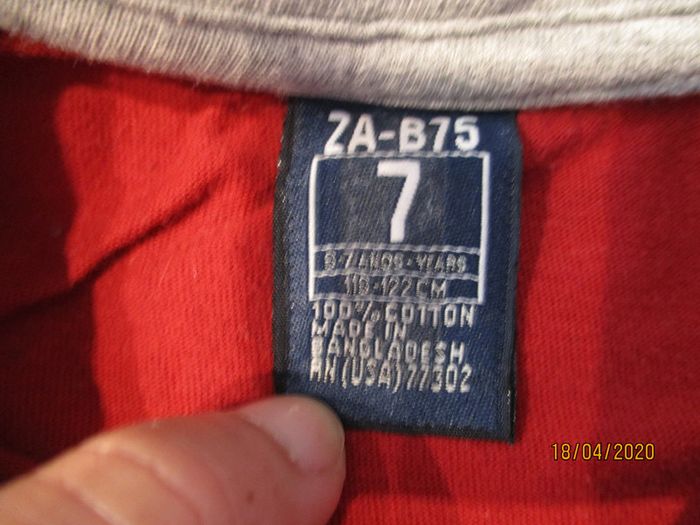 ZA-B75
7
6-7 AÑOS-YEARS
116-122 CM
100% COTTON
MADE IN
BANGLADESH
RN(USA)77302
18/04/2020